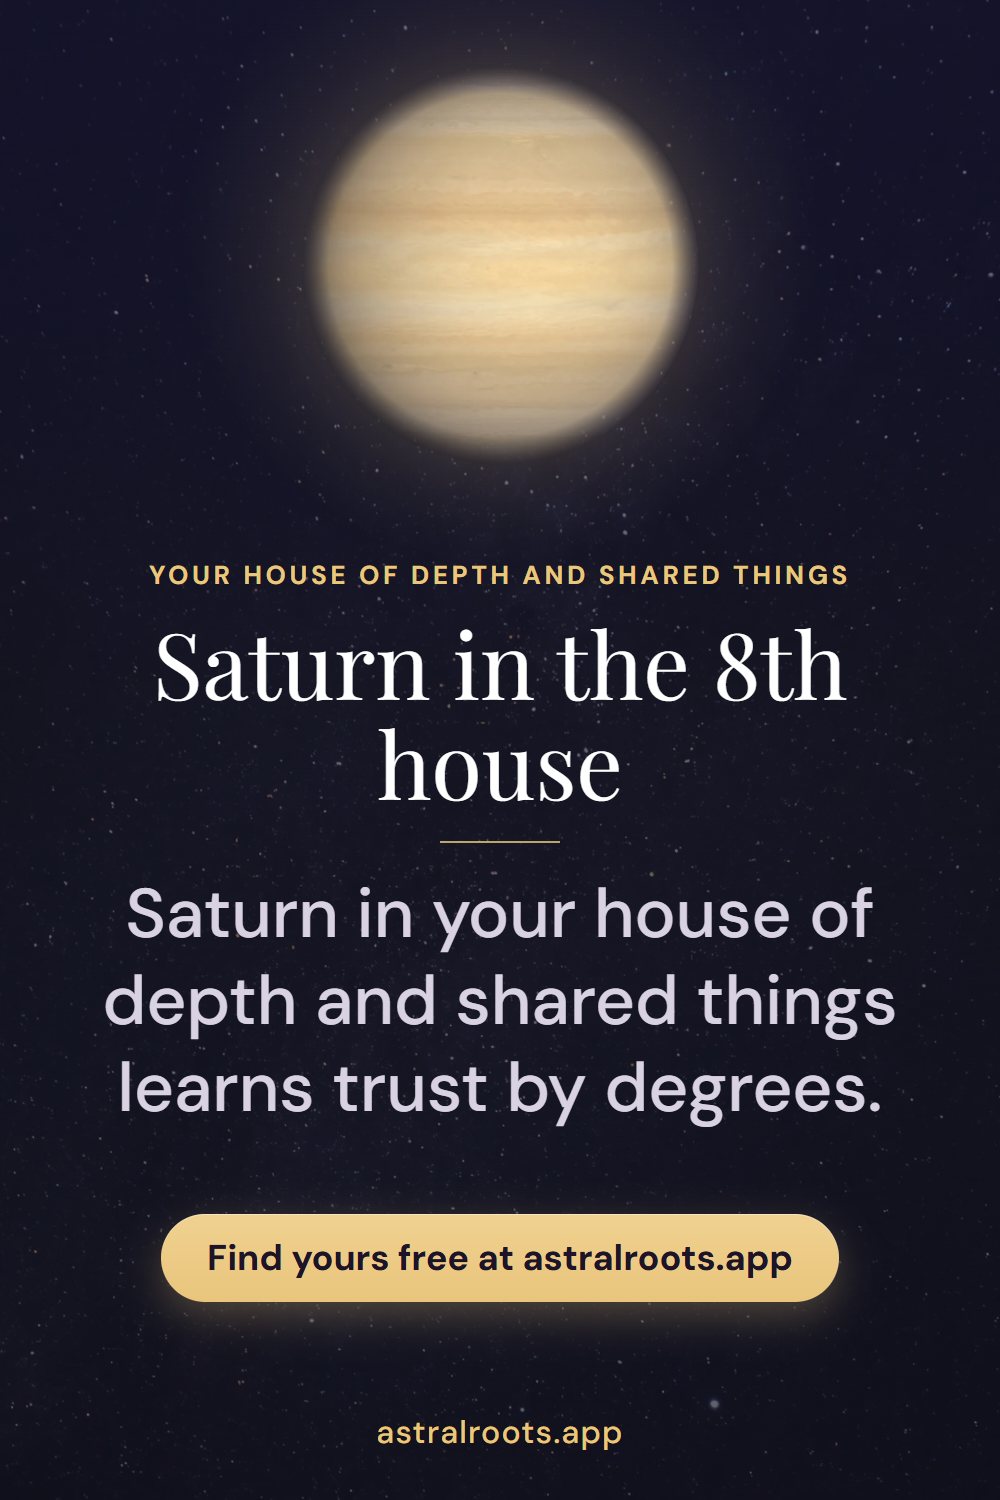 YOUR HOUSE OF DEPTH AND SHARED THINGS
Saturn in the 8th
house
Saturn in your house of
depth and shared things
learns trust by degrees.
Find yours free at astralroots.app
astralroots.app